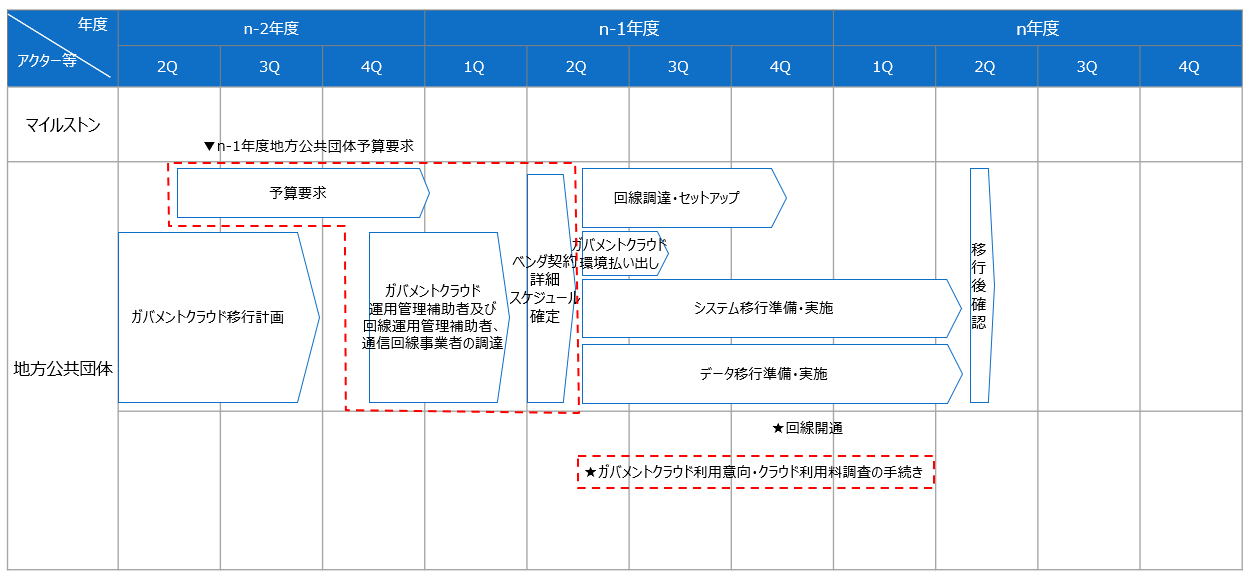 年度
アクター等
n-2年度
n-1年度
n年度
2Q
3Q
4Q
1Q
2Q
3Q
4Q
1Q
2Q
3Q
4Q
マイルストン
▼n-1年度地方公共団体予算要求
地方公共団体
予算要求
ガバメントクラウド移行計画
ガバメントクラウド
運用管理補助者及び
回線運用管理補助者、
通信回線事業者の調達
ベンダ契約
詳細
スケジュール
確定
回線調達・セットアップ
ガバメントクラウド
環境払い出し
システム移行準備・実施
データ移行準備・実施
移
行
後
確
認
★回線開通
★ガバメントクラウド利用意向・クラウド利用料調査の手続き